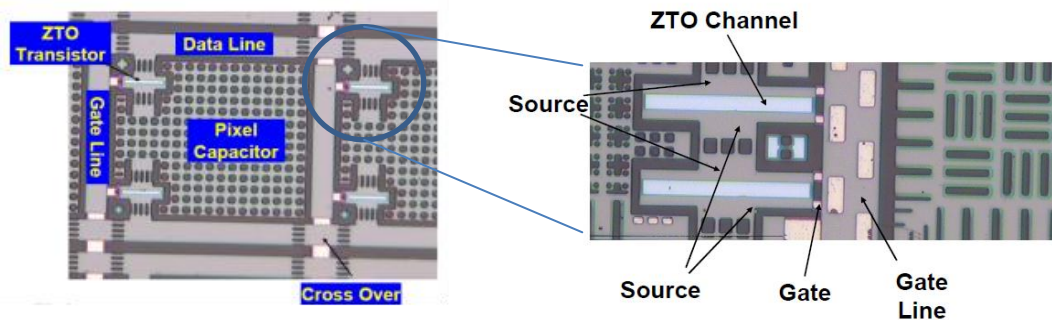 ZTO
Transistor
Data Line
Gate Line
Pixel
Capacitor
Cross Over
ZTO Channel
Source
Source
Gate
Gate
Line